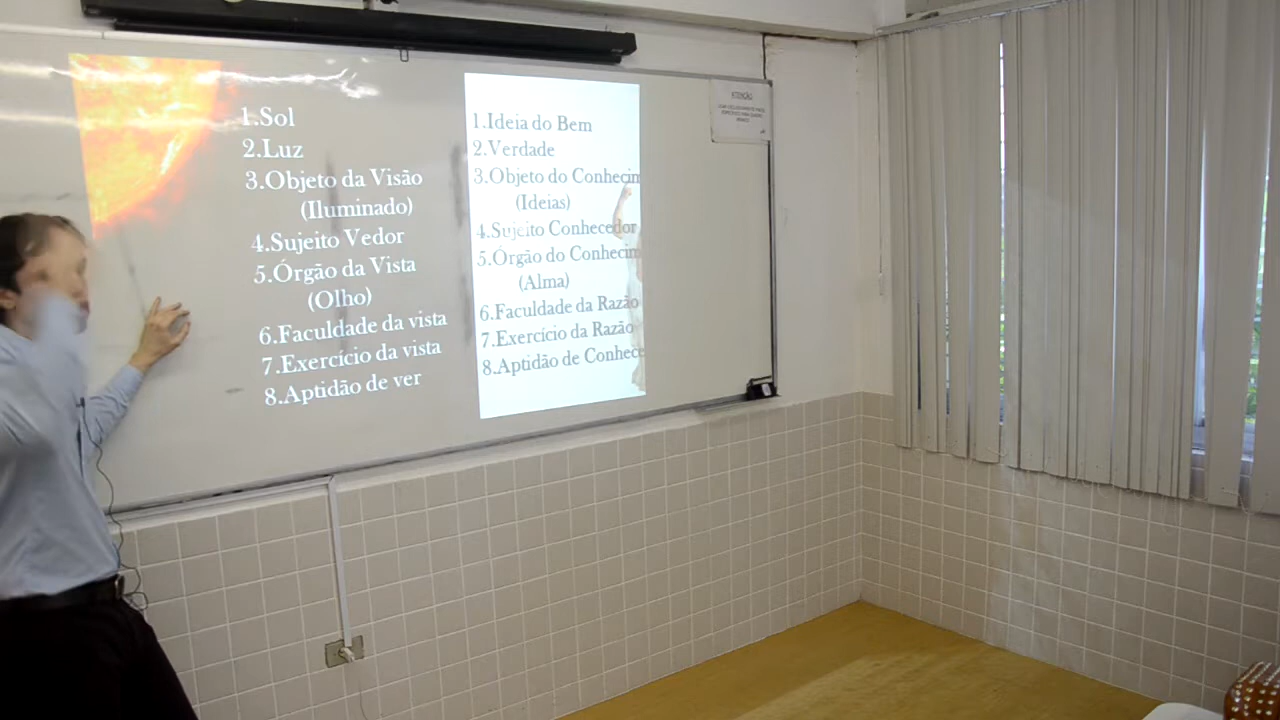 1.Sol
2.Luz
3.Objeto da Visão
(Iluminado)
4.Sujeito Vedor
5.Órgão da Vista
(Olho)
6.Faculdade da vista
7.Exercício da vista
8.Aptidão de ver
1.Ideia do Bem
2.Verdade
3.Objeto do Conhecim
(Ideias)
4.Sujeito Conhecedor
5.Órgão do Conhecim
(Alma)
6.Faculdade da Razão
7.Exercício da Razão
8.Aptidão de Conhece
ATENÇÃO